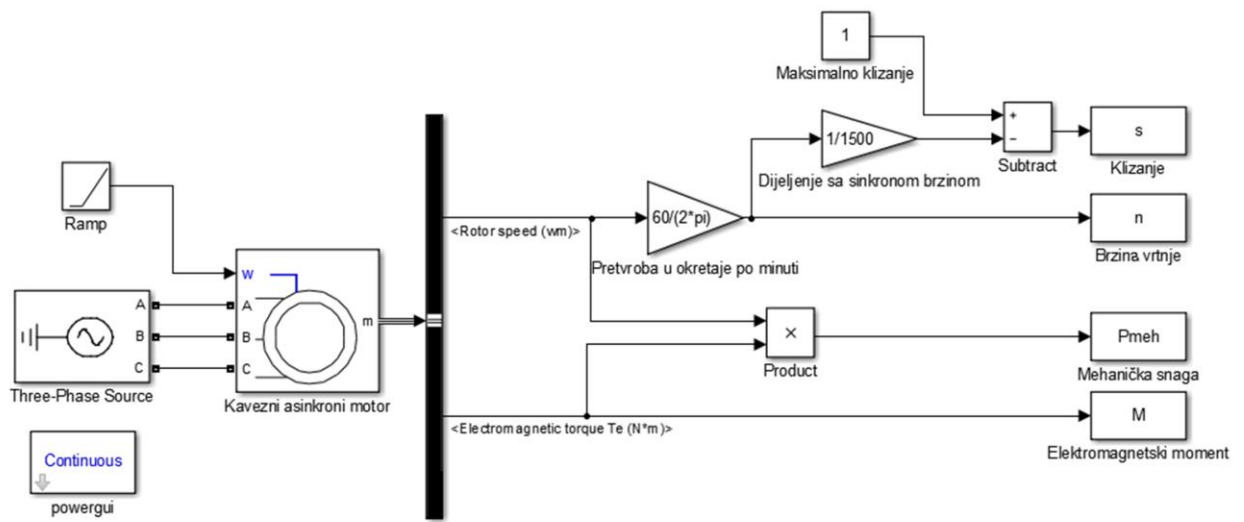 1
Maksimalno klizanje
+
−
Subtract
s
Klizanje
1/1500
Dijeljenje sa sinkronom brzinom
Ramp
60/(2*pi)
<Rotor speed (wm)>
Pretvroba u okretaje po minuti
n
Brzina vrtnje
w
A
B
C
A
B
C
m
Three-Phase Source
Kavezni asinkroni motor
×
Product
Pmeh
Mehanička snaga
<Electromagnetic torque Te (N*m)>
M
Elektromagnetski moment
Continuous
powergui